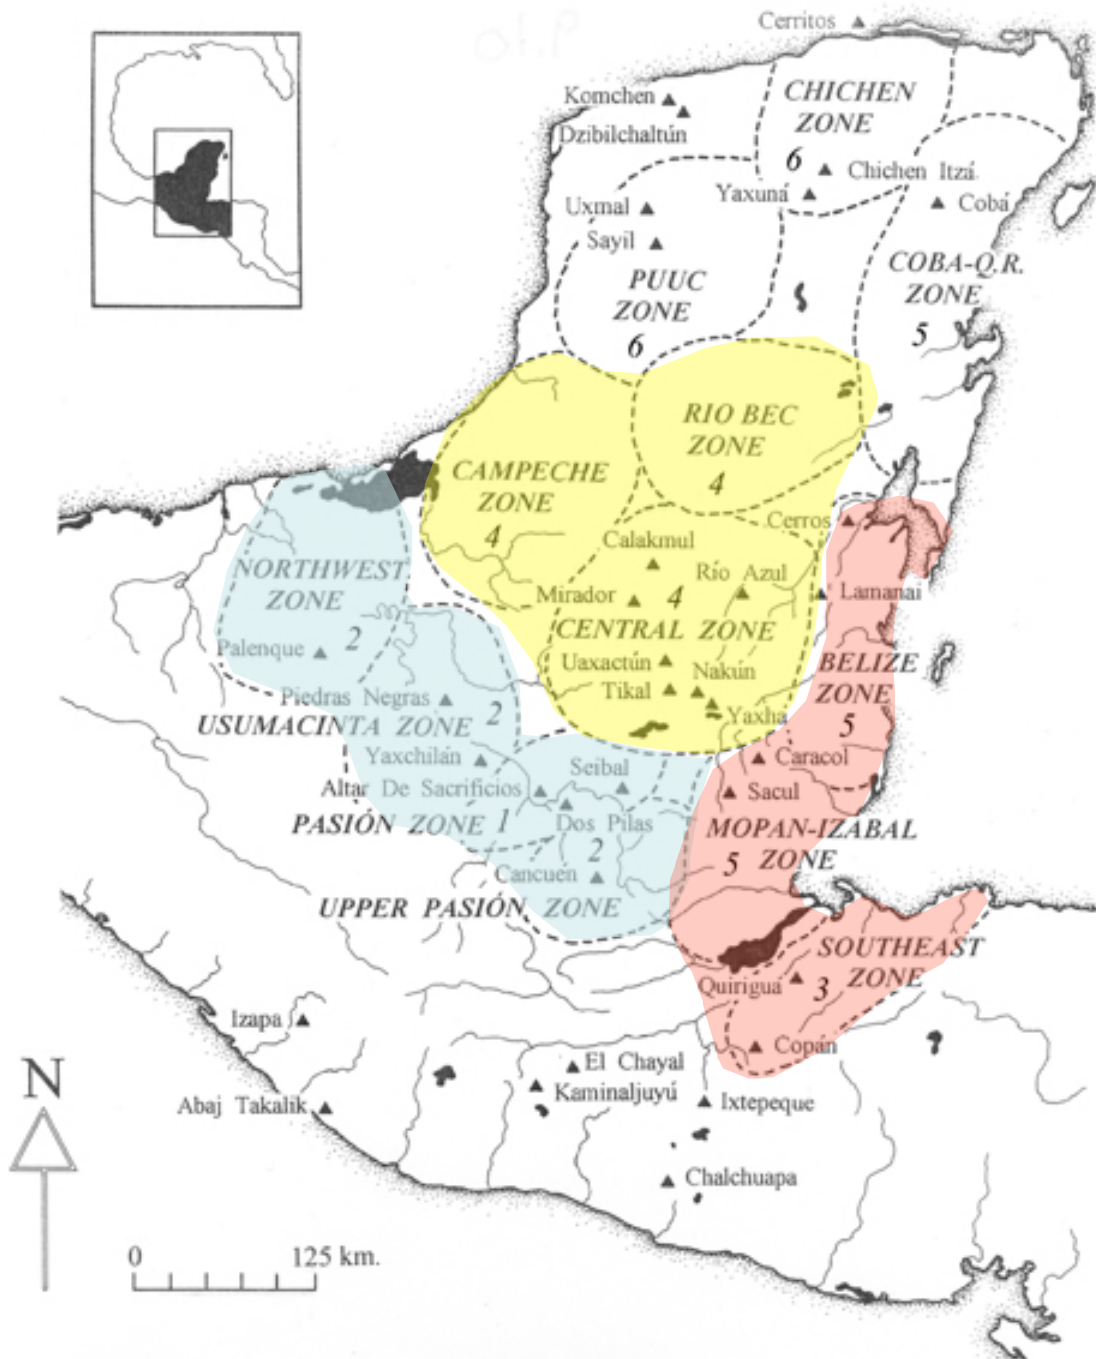 9.10
Cerritos
Komchen
Dzibilchaltún
CHICHEN
ZONE
6
Chichen Itzá
Yaxuná
Uxmal
Cobá
Sayil
PUUC
ZONE
6
COBA-Q.R.
ZONE
5
RIO BEC
ZONE
4
CAMPECHE
ZONE
4
Cerros
Calakmul
Río Azul
NORTHWEST
ZONE
2
Mirador
4
Lamanai
CENTRAL ZONE
Palenque
Uaxactún
Nakún
BELIZE
ZONE
5
Tikal
Yaxha
Piedras Negras
USUMACINTA ZONE
2
Yaxchilán
Seibal
Caracol
Altar De Sacrificios
Sacul
PASIÓN ZONE 1
Dos Pilas
2
MOPAN-IZABAL
ZONE
5
Cancuén
UPPER PASIÓN ZONE
SOUTHEAST
ZONE
3
Quirigua
Izapa
Copán
El Chayal
Kaminaljuyú
N
Abaj Takalik
Ixtepeque
Chalchuapa
0
125 km.